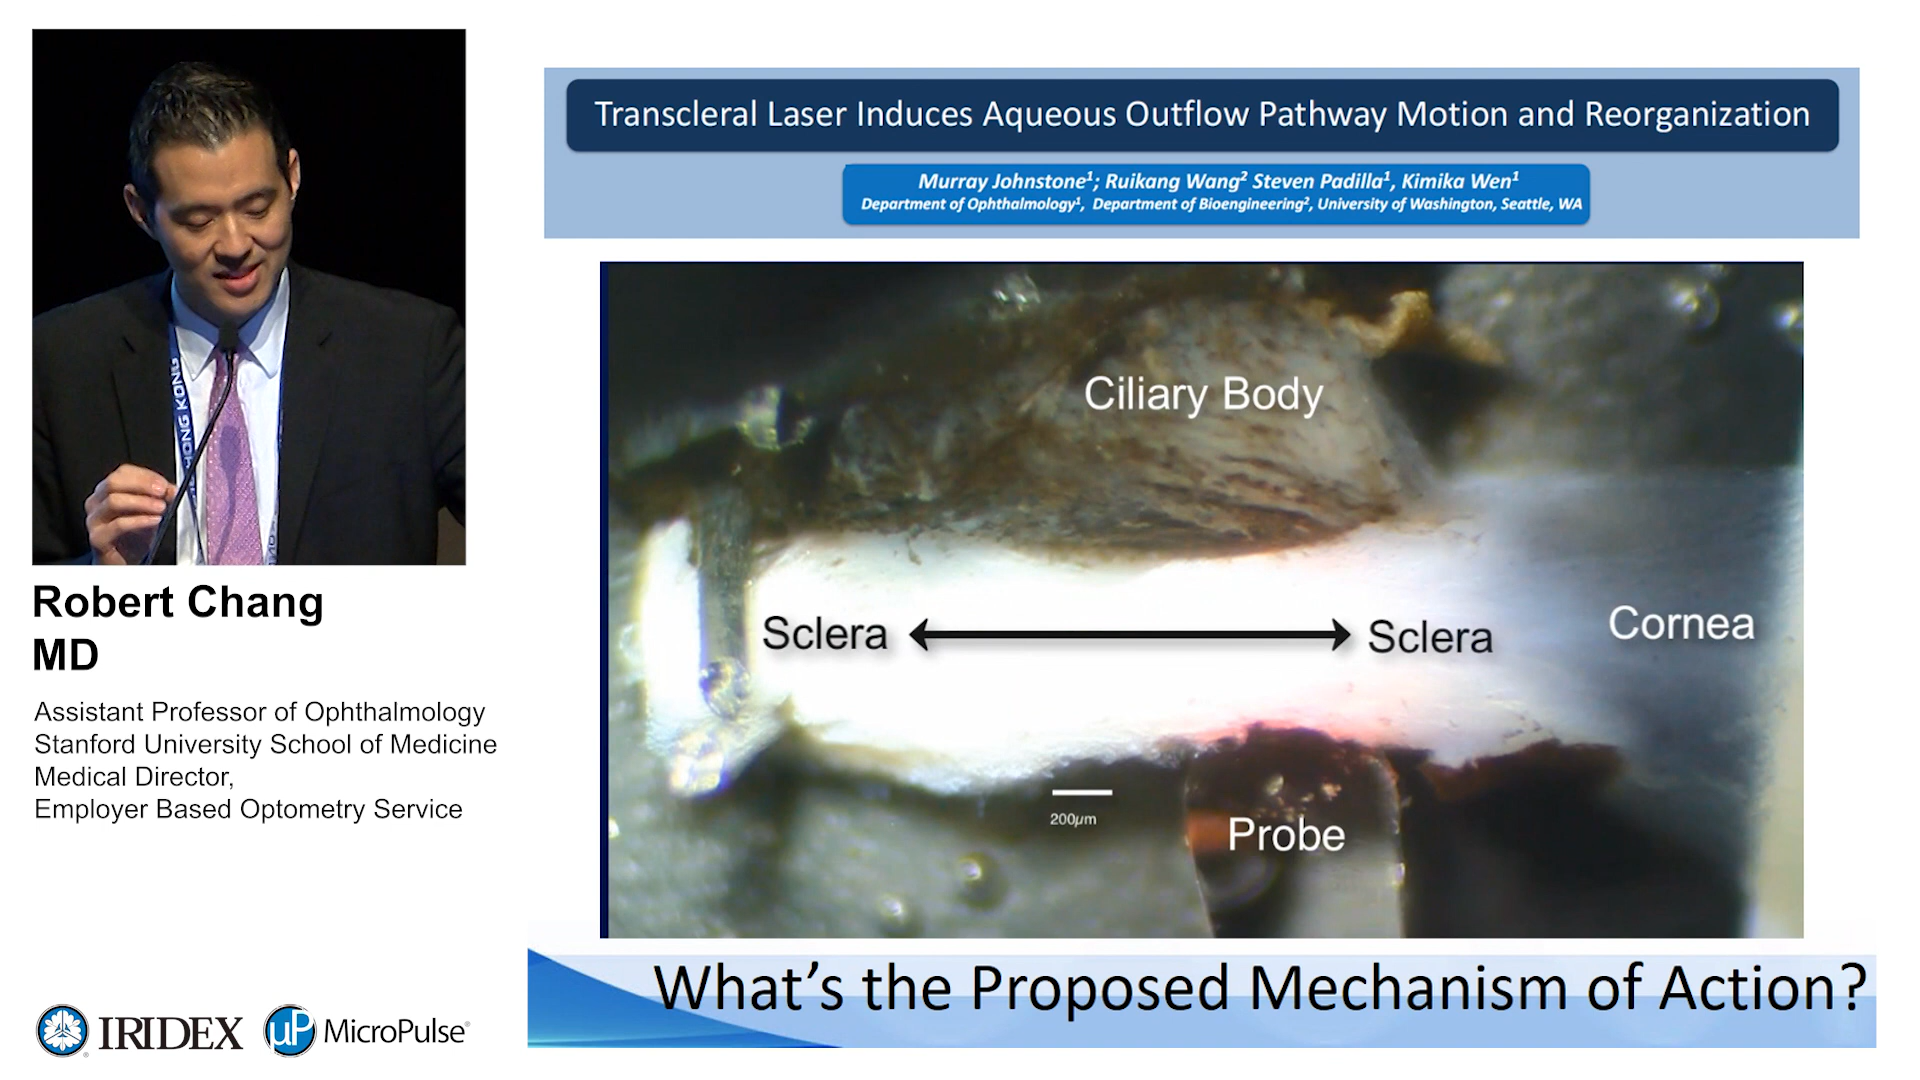 Transcleral Laser Induces Aqueous Outflow Pathway Motion and Reorganization
Murray Johnstone¹; Ruikang Wang² Steven Padilla¹, Kimika Wen¹
Department of Ophthalmology¹, Department of Bioengineering², University of Washington, Seattle, WA
HONG KONG
Ciliary Body
Sclera
Sclera
Cornea
200µm
Probe
Robert Chang
MD
Assistant Professor of Ophthalmology
Stanford University School of Medicine
Medical Director,
Employer Based Optometry Service
What's the Proposed Mechanism of Action?
IRIDEX
µP MicroPulse®